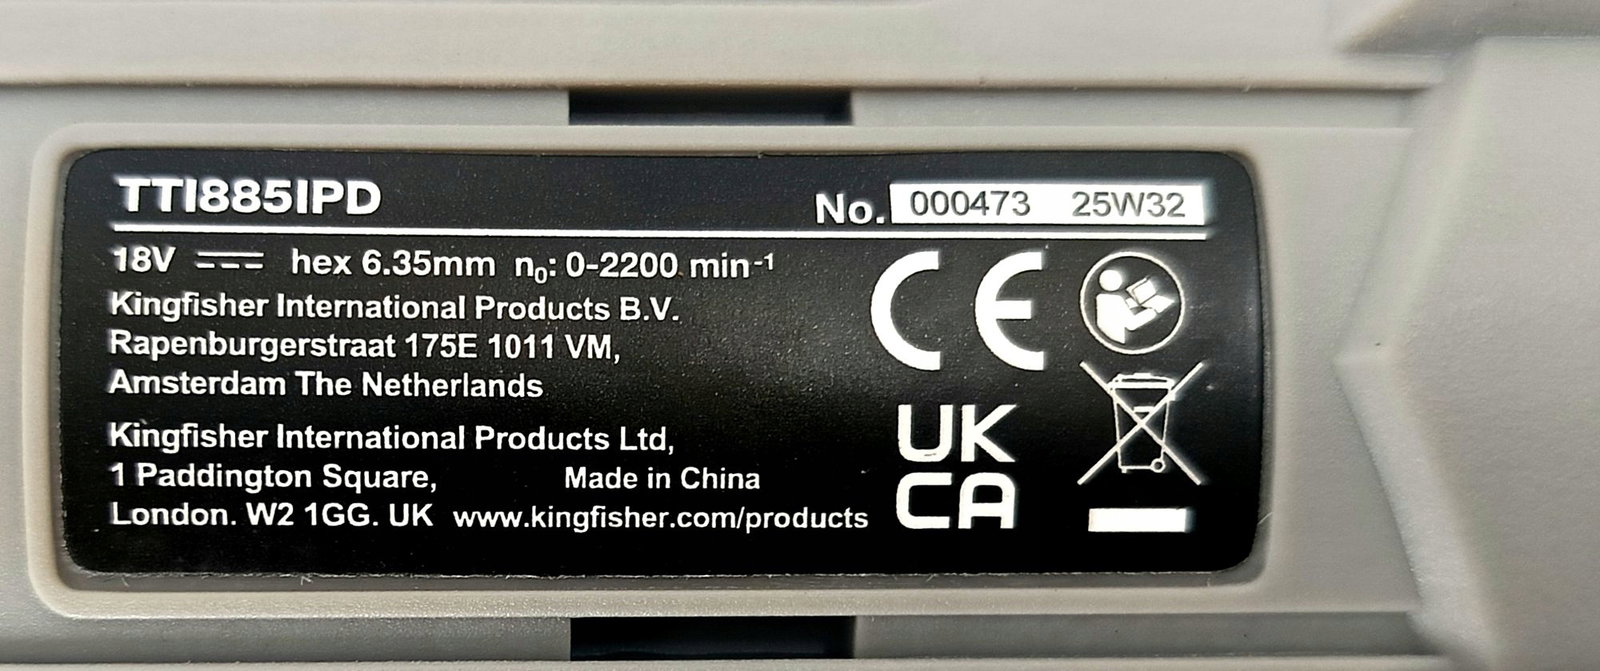 TTI885IPD
No. 000473 25W32
18V hex 6.35mm n₀: 0-2200 min⁻¹
Kingfisher International Products B.V.
Rapenburgerstraat 175E 1011 VM,
Amsterdam The Netherlands
Kingfisher International Products Ltd,
1 Paddington Square, Made in China
London. W2 1GG. UK www.kingfisher.com/products
CE
UK
CA